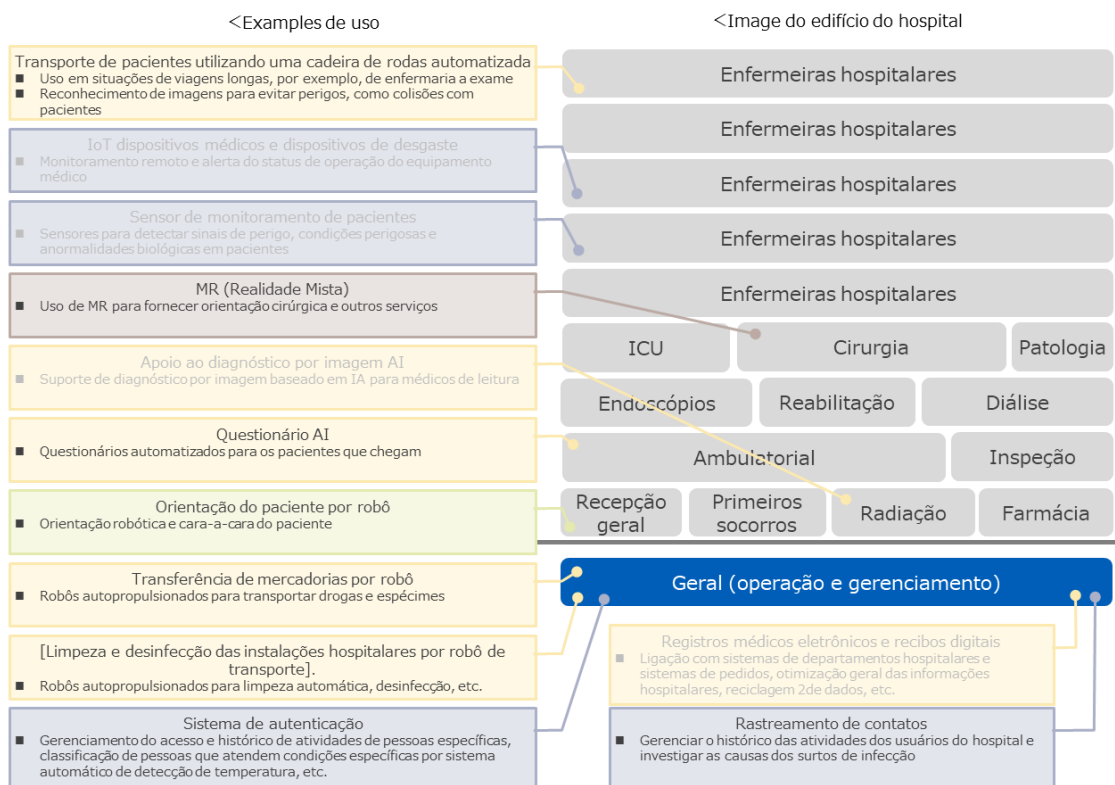 <Examples de uso
<Image do edifício do hospital
Transporte de pacientes utilizando uma cadeira de rodas automatizada
■ Uso em situações de viagens longas, por exemplo, de enfermaria a exame
■ Reconhecimento de imagens para evitar perigos, como colisões com
pacientes
IoT dispositivos médicos e dispositivos de desgaste
■ Monitoramento remoto e alerta do status de operação do equipamento
médico
Sensor de monitoramento de pacientes
■ Sensores para detectar sinais de perigo, condições perigosas e
anormalidades biológicas em pacientes
MR (Realidade Mista)
■ Uso de MR para fornecer orientação cirúrgica e outros serviços
Apoio ao diagnóstico por imagem AI
■ Suporte de diagnóstico por imagem baseado em IA para médicos de leitura
Questionário AI
■ Questionários automatizados para os pacientes que chegam
Orientação do paciente por robô
■ Orientação robótica e cara-a-cara do paciente
Transferência de mercadorias por robô
■ Robôs autopropulsionados para transportar drogas e espécimes
[Limpeza e desinfecção das instalações hospitalares por robô de
transporte].
■ Robôs autopropulsionados para limpeza automática, desinfecção, etc.
Sistema de autenticação
■ Gerenciamento do acesso e histórico de atividades de pessoas específicas,
classificação de pessoas que atendem condições específicas por sistema
automático de detecção de temperatura, etc.
Enfermeiras hospitalares
Enfermeiras hospitalares
Enfermeiras hospitalares
Enfermeiras hospitalares
Enfermeiras hospitalares
ICU
Cirurgia
Patologia
Endoscópios
Reabilitação
Diálise
Ambulatorial
Inspeção
Recepção
geral
Primeiros
socorros
Radiação
Farmácia
Geral (operação e gerenciamento)
Registros médicos eletrônicos e recibos digitais
■ Ligação com sistemas de departamentos hospitalares e
sistemas de pedidos, otimização geral das informações
hospitalares, reciclagem 2de dados, etc.
Rastreamento de contatos
■ Gerenciar o histórico das atividades dos usuários do hospital e
investigar as causas dos surtos de infecção